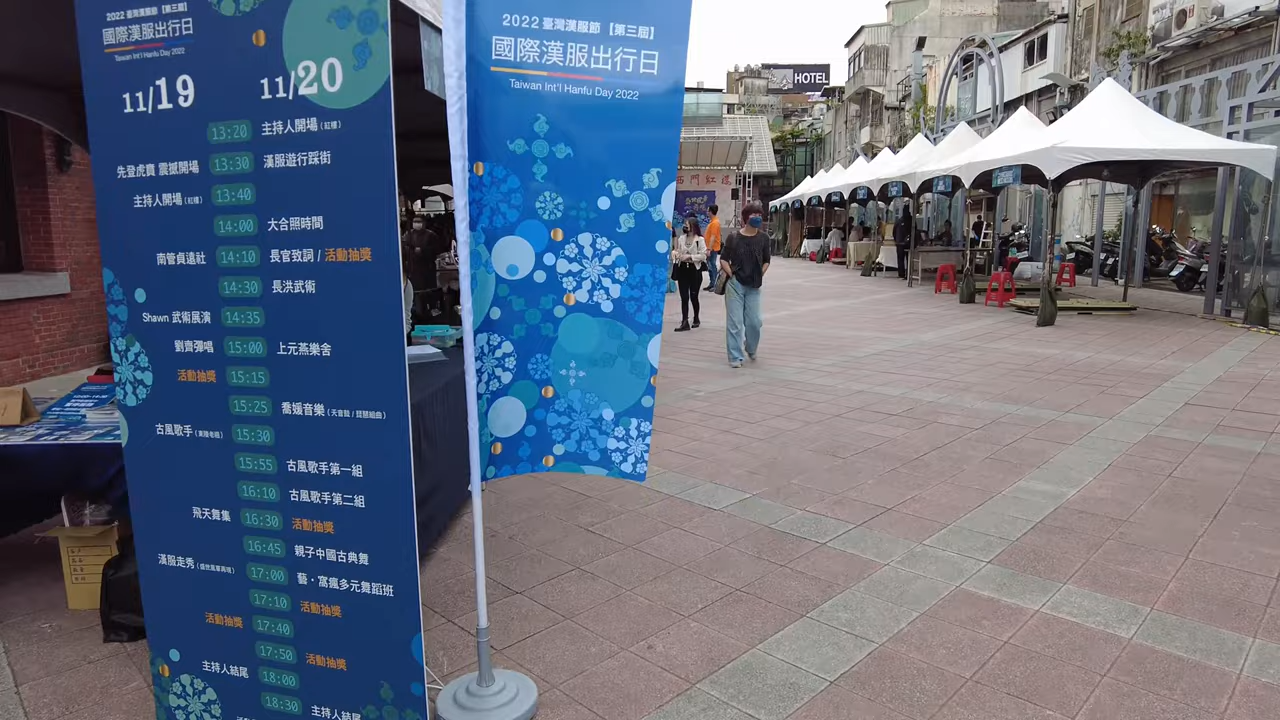 2022 臺灣漢服節【第三屆】
國際漢服出行日
Taiwan Int'l Hanfu Day 2022
11/19
11/20
13:20 主持人開場(紅樓)
先登虎賁 震撼開場 13:30 漢服遊行踩街
主持人開場(紅樓) 13:40
14:00 大合照時間
南管貞遠社 14:10 長官致詞 / 活動抽獎
14:30 長洪武術
Shawn 武術展演 14:35
劉齊彈唱 15:00 上元燕樂舍
活動抽獎 15:15
15:25 喬媛音樂
古風歌手 15:30
15:55 古風歌手第一組
16:10 古風歌手第二組
飛天舞集 16:30 活動抽獎
16:45 親子中國古典舞
漢服走秀 17:00 藝·窩瘋多元舞蹈班
17:10 活動抽獎
活動抽獎 17:40
17:50 活動抽獎
主持人結尾 18:00
18:30 主持人結尾
2022 臺灣漢服節【第三屆】
國際漢服出行日
Taiwan Int'l Hanfu Day 2022
HOTEL
西門紅樓